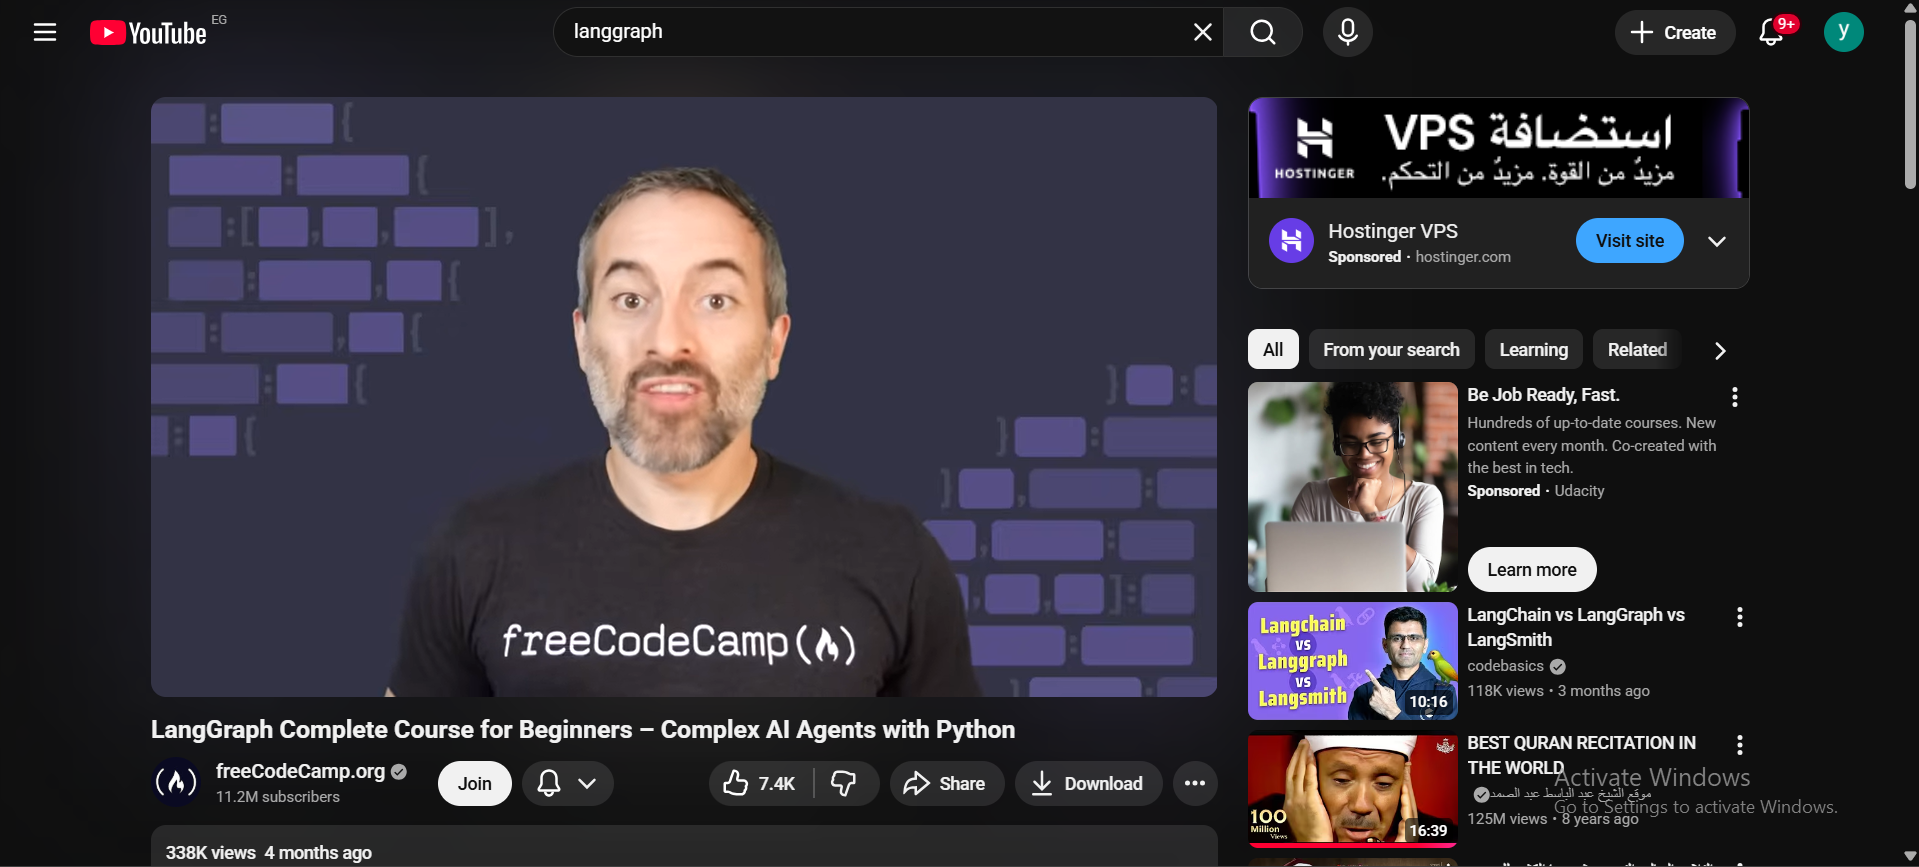 YouTube
EG
langgraph
Create
9+
y
freeCodeCamp
LangGraph Complete Course for Beginners – Complex AI Agents with Python
freeCodeCamp.org
11.2M subscribers
Join
7.4K
Share
Download
338K views 4 months ago
استضافة VPS
مزيدٌ من القوة. مزيدٌ من التحكم.
HOSTINGER
Hostinger VPS
Sponsored · hostinger.com
Visit site
All
From your search
Learning
Related
Be Job Ready, Fast.
Hundreds of up-to-date courses. New
content every month. Co-created with
the best in tech.
Sponsored · Udacity
Learn more
Langchain
vs
Langgraph
vs
Langsmith
10:16
LangChain vs LangGraph vs
LangSmith
codebasics
118K views • 3 months ago
100
Million
Views
16:39
BEST QURAN RECITATION IN
THE WORLD
موقع الشيخ عبد الباسط عبد الصمد
125M views • 8 years ago
Activate Windows
Go to Settings to activate Windows.